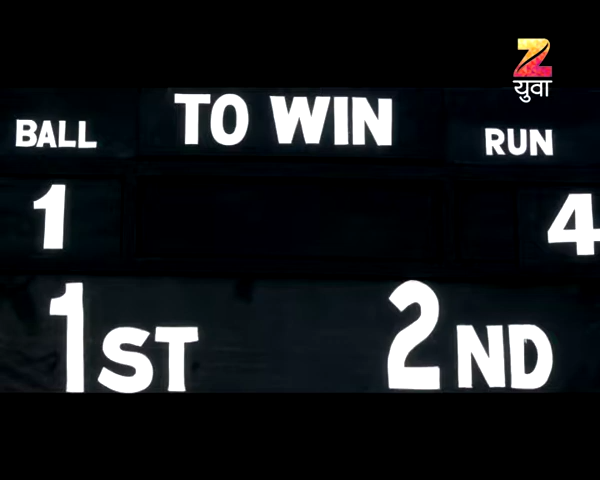 Z
युवा
TO WIN
BALL
RUN
1
4
1ST 2ND